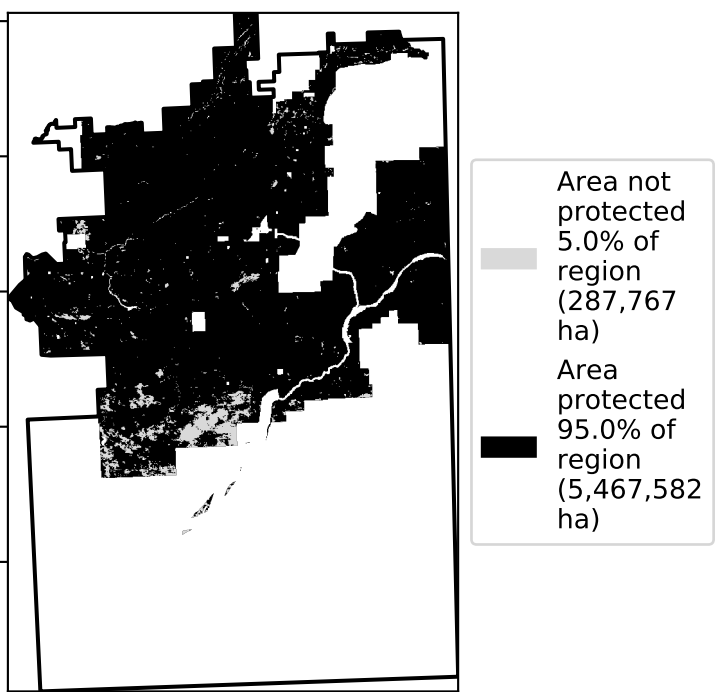 Area not
protected
5.0% of
region
(287,767
ha)
Area
protected
95.0% of
region
(5,467,582
ha)